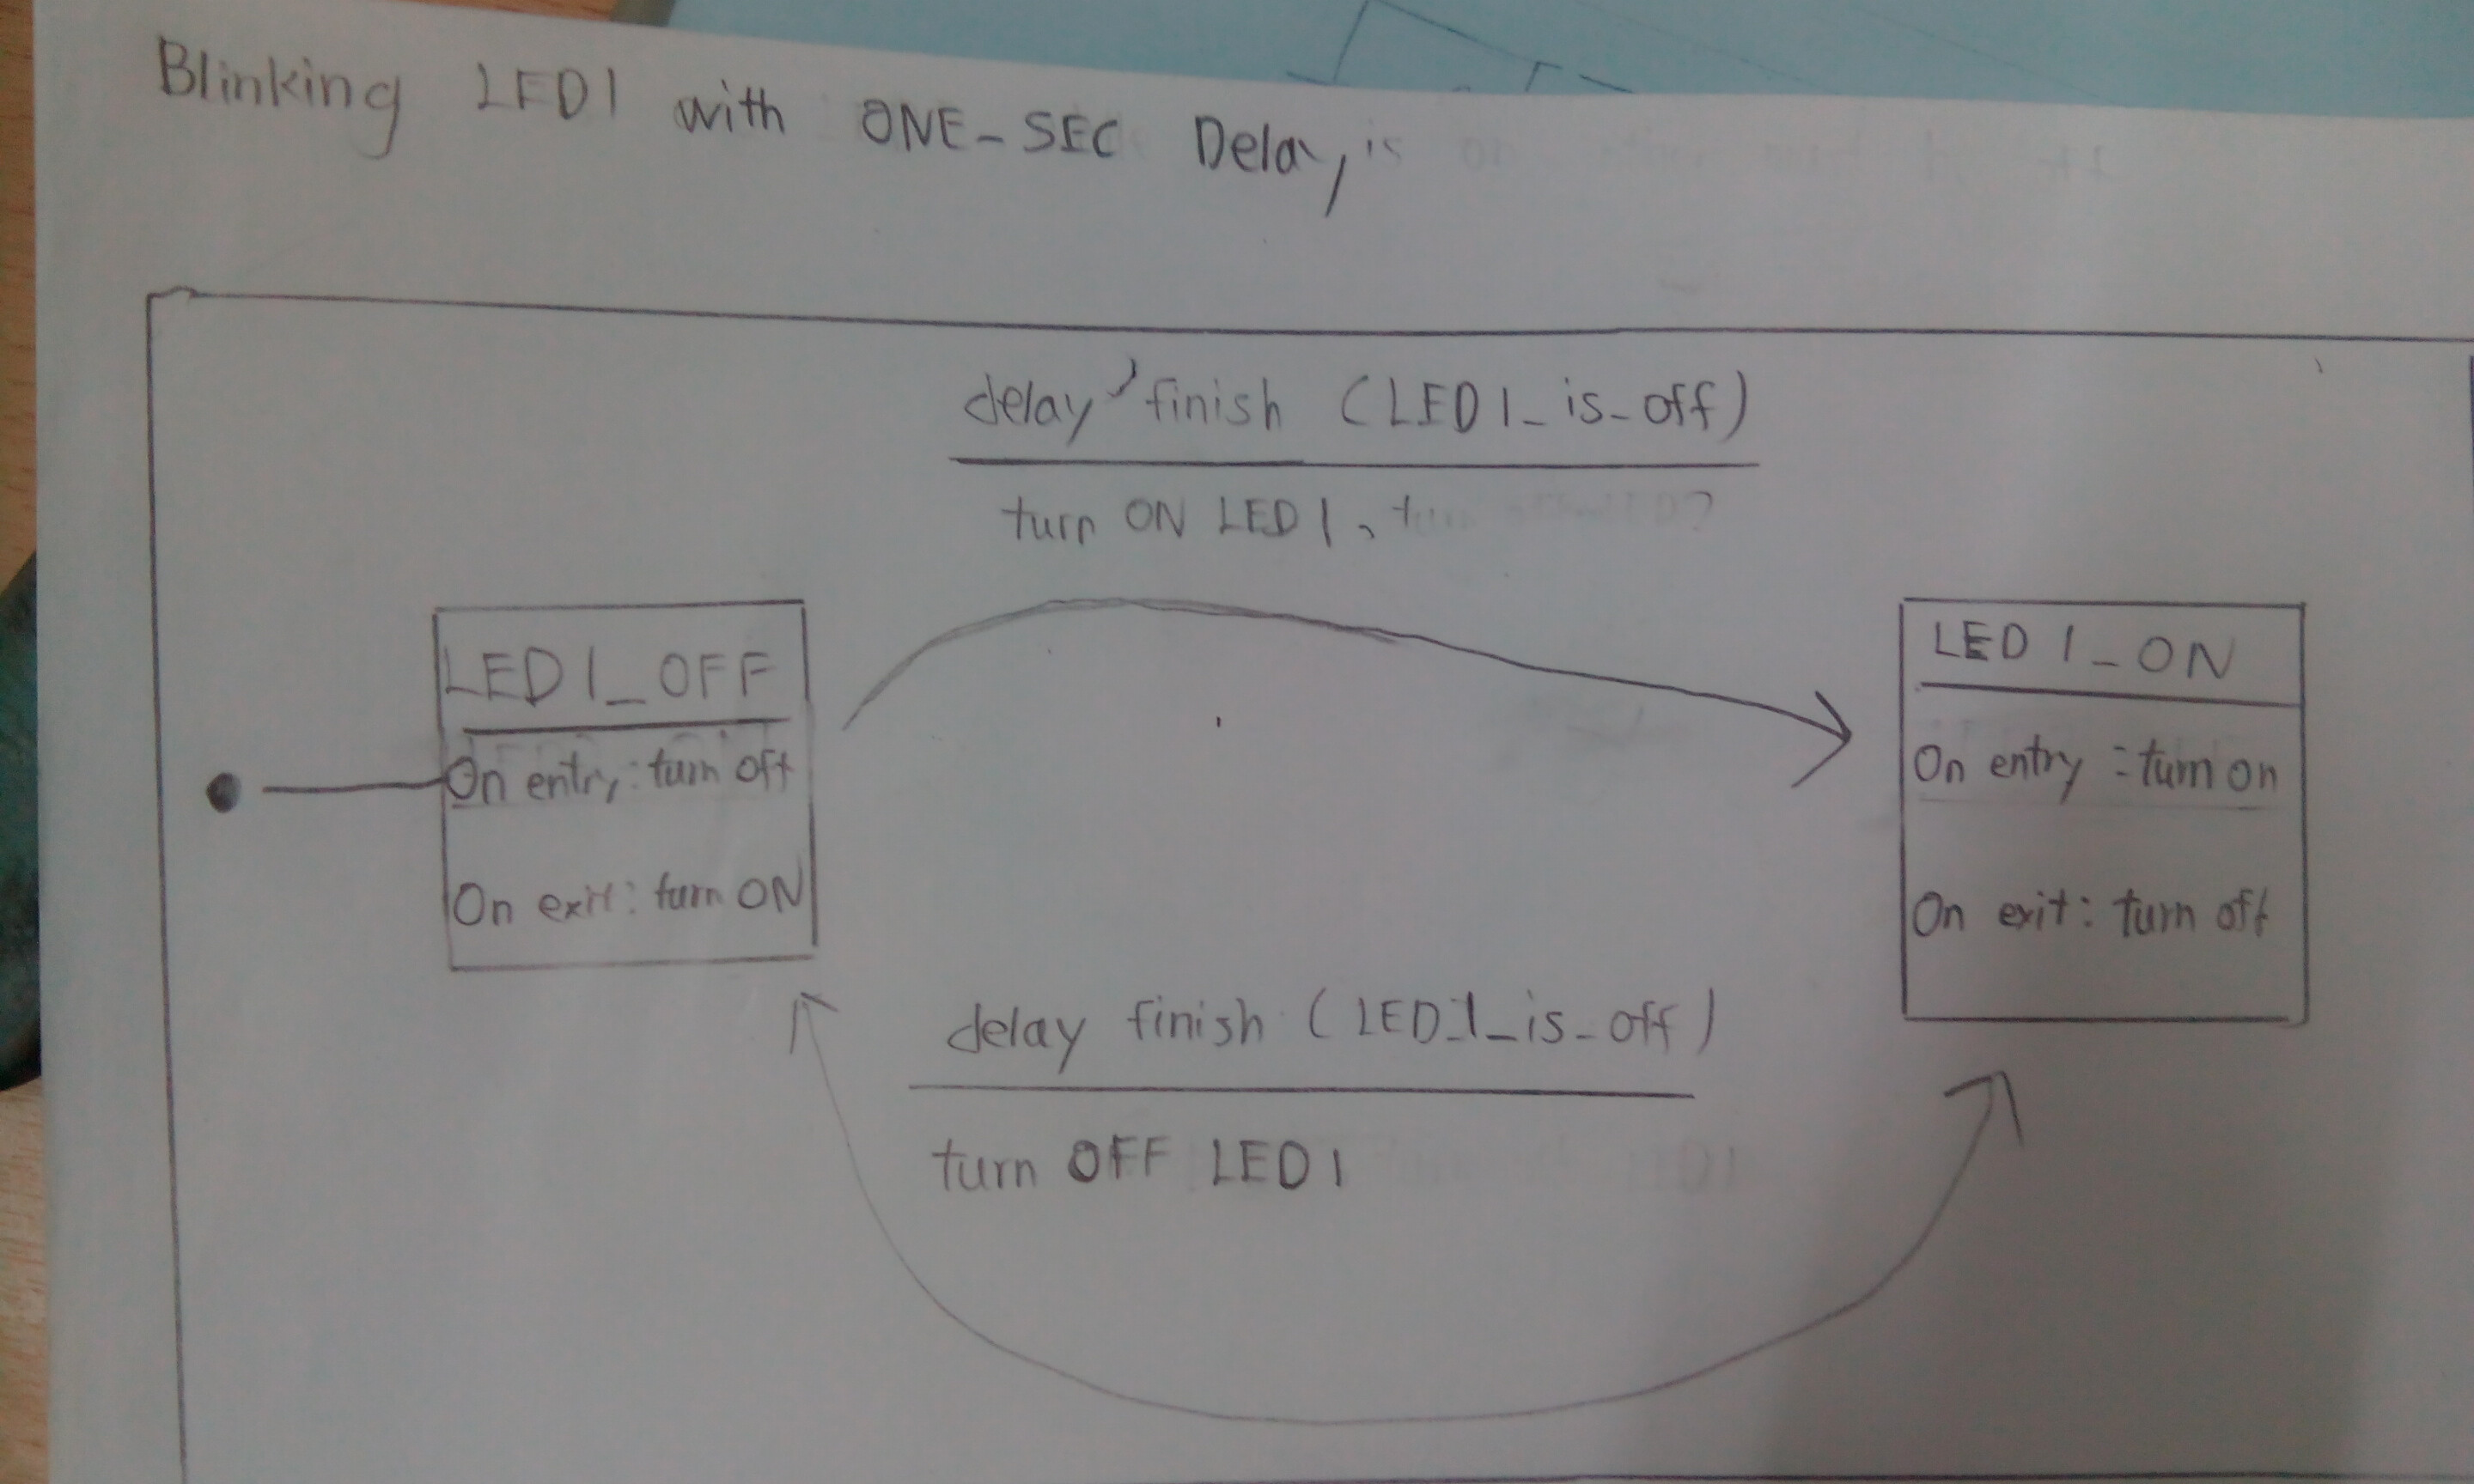 Blinking LED1 with ONE-SEC Delay is
delay finish (LED1_is_off)
turn ON LED1,
LED1_OFF
On entry: turn off
On exit: turn ON
LED1_ON
On entry : turn on
On exit: turn off
delay finish (LED1_is_off)
turn OFF LED1